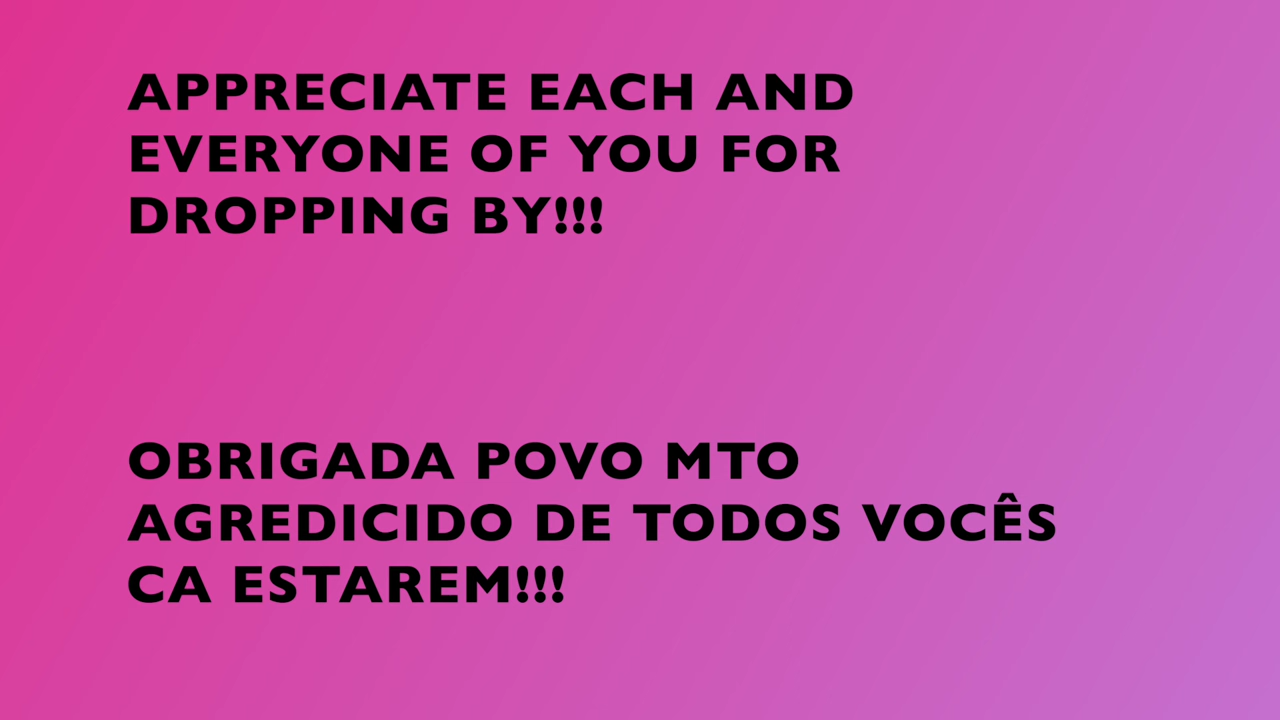 APPRECIATE EACH AND
EVERYONE OF YOU FOR
DROPPING BY!!!
OBRIGADA POVO MTO
AGREDICIDO DE TODOS VOCÊS
CA ESTAREM!!!